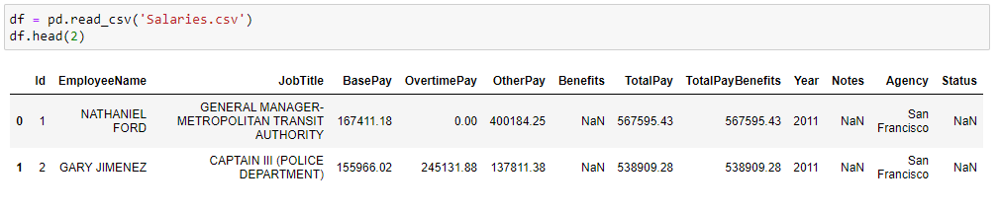 df = pd.read_csv('Salaries.csv')
df.head(2)
Id EmployeeName JobTitle BasePay OvertimePay OtherPay Benefits TotalPay TotalPayBenefits Year Notes Agency Status
0 1 NATHANIEL FORD GENERAL MANAGER-METROPOLITAN TRANSIT AUTHORITY 167411.18 0.00 400184.25 NaN 567595.43 567595.43 2011 NaN San Francisco NaN
1 2 GARY JIMENEZ CAPTAIN III (POLICE DEPARTMENT) 155966.02 245131.88 137811.38 NaN 538909.28 538909.28 2011 NaN San Francisco NaN